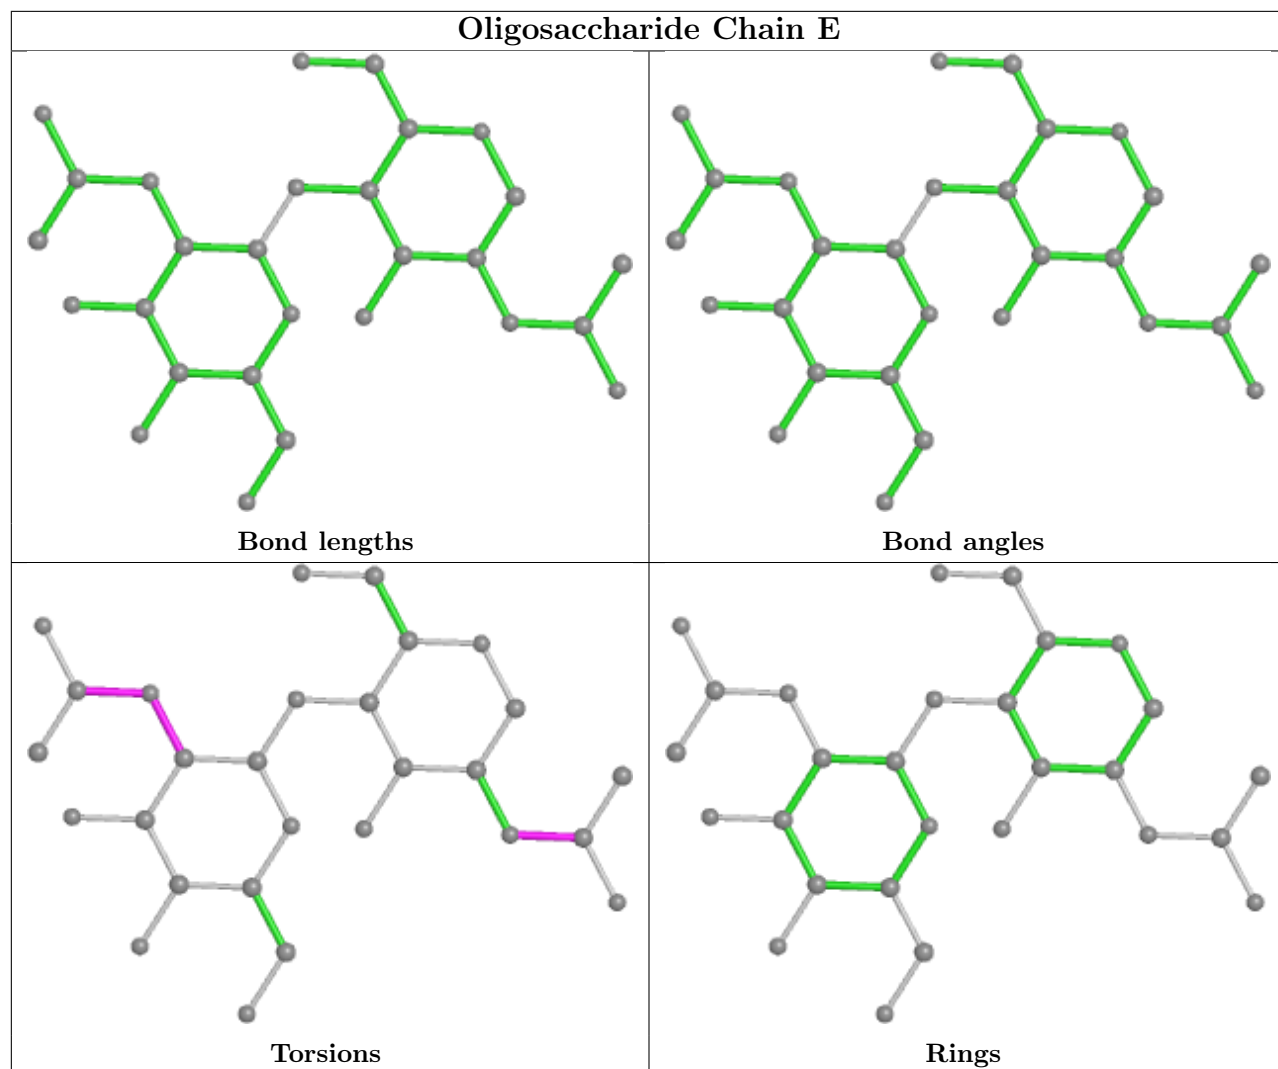 Oligosaccharide Chain E
Bond lengths
Bond angles
Torsions
Rings